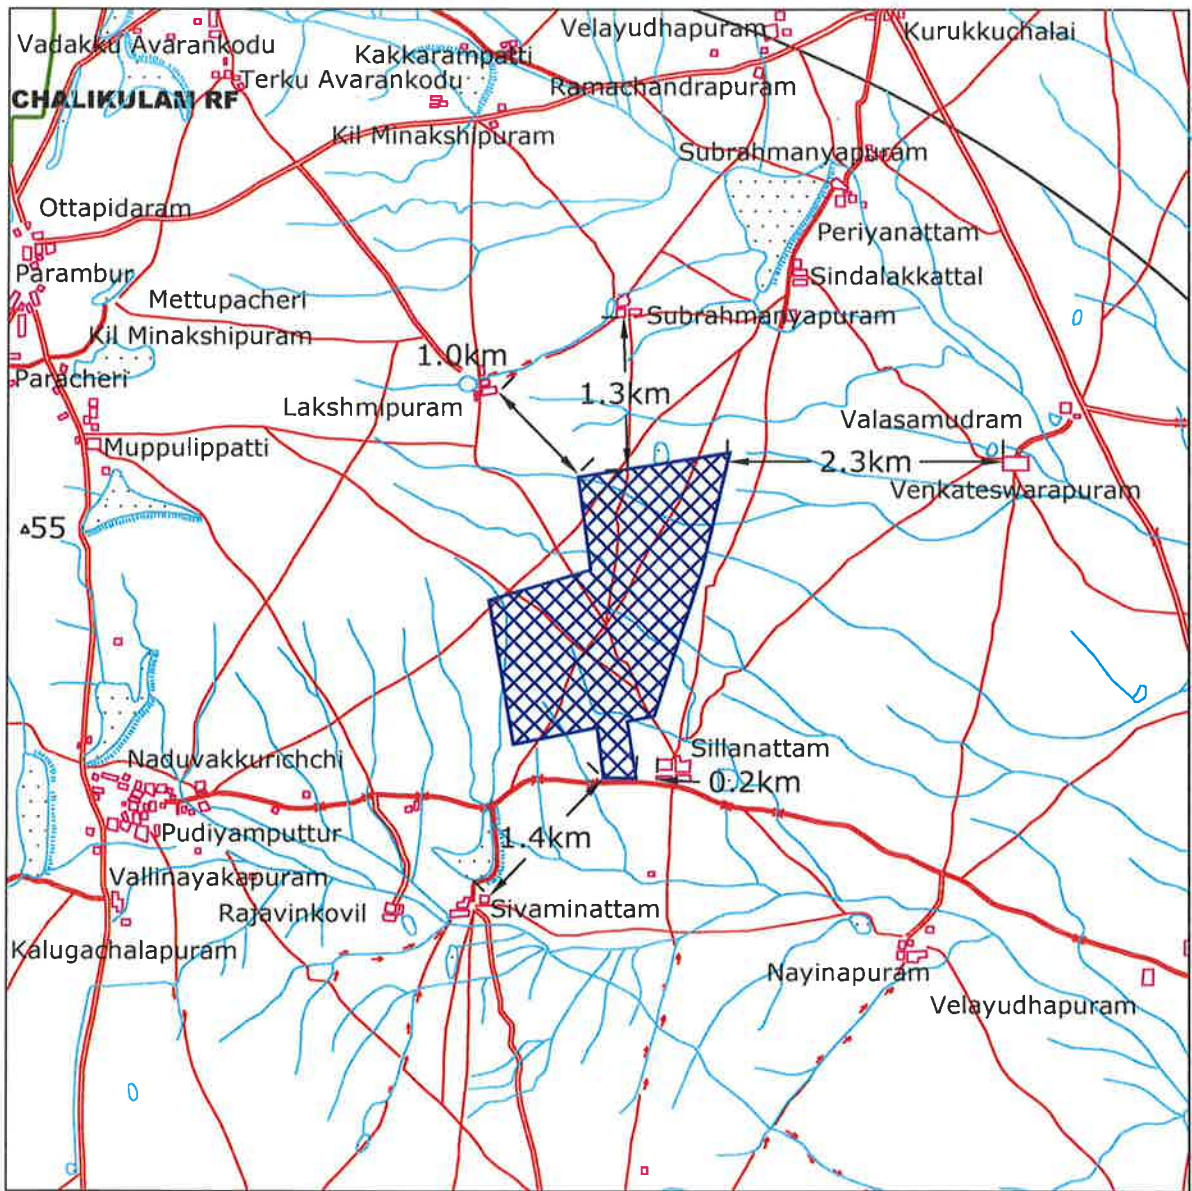 Velayudhapuram
Kurukkuchalai
Vadakku Avarankodu
Kakkarampatti
Terku Avarankodu
Ramachandrapuram
CHALIKULAM RF
Kil Minakshipuram
Subrahmanyapuram
Ottapidaram
Periyanattam
Parambur
Sindalakkattal
Mettupacheri
Subrahmanyapuram
Kil Minakshipuram
1.0km
Paracheri
1.3km
Lakshmipuram
Valasamudram
Muppulippatti
2.3km
Venkateswarapuram
55
Sillanattam
Naduvakkurichchi
0.2km
Pudiyamputtur
1.4km
Vallinayakapuram
Rajavinkovil
Sivaminattam
Kalugachalapuram
Nayinapuram
Velayudhapuram